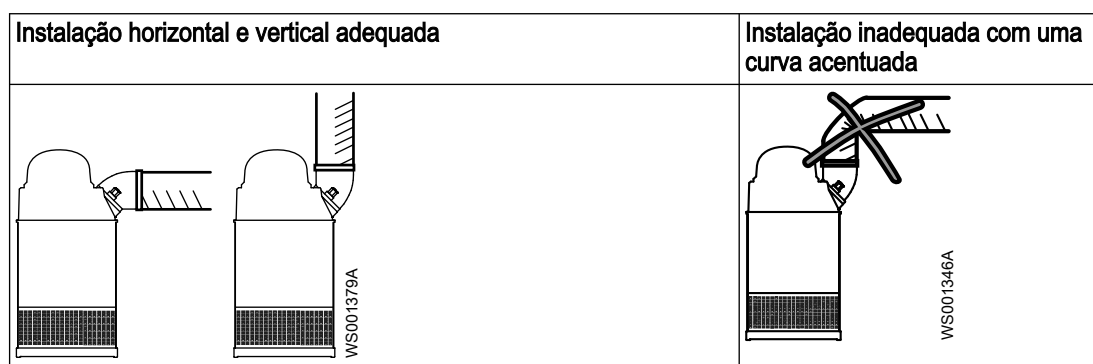 Instalação horizontal e vertical adequada
Instalação inadequada com uma
curva acentuada
WS001379A
WS001346A